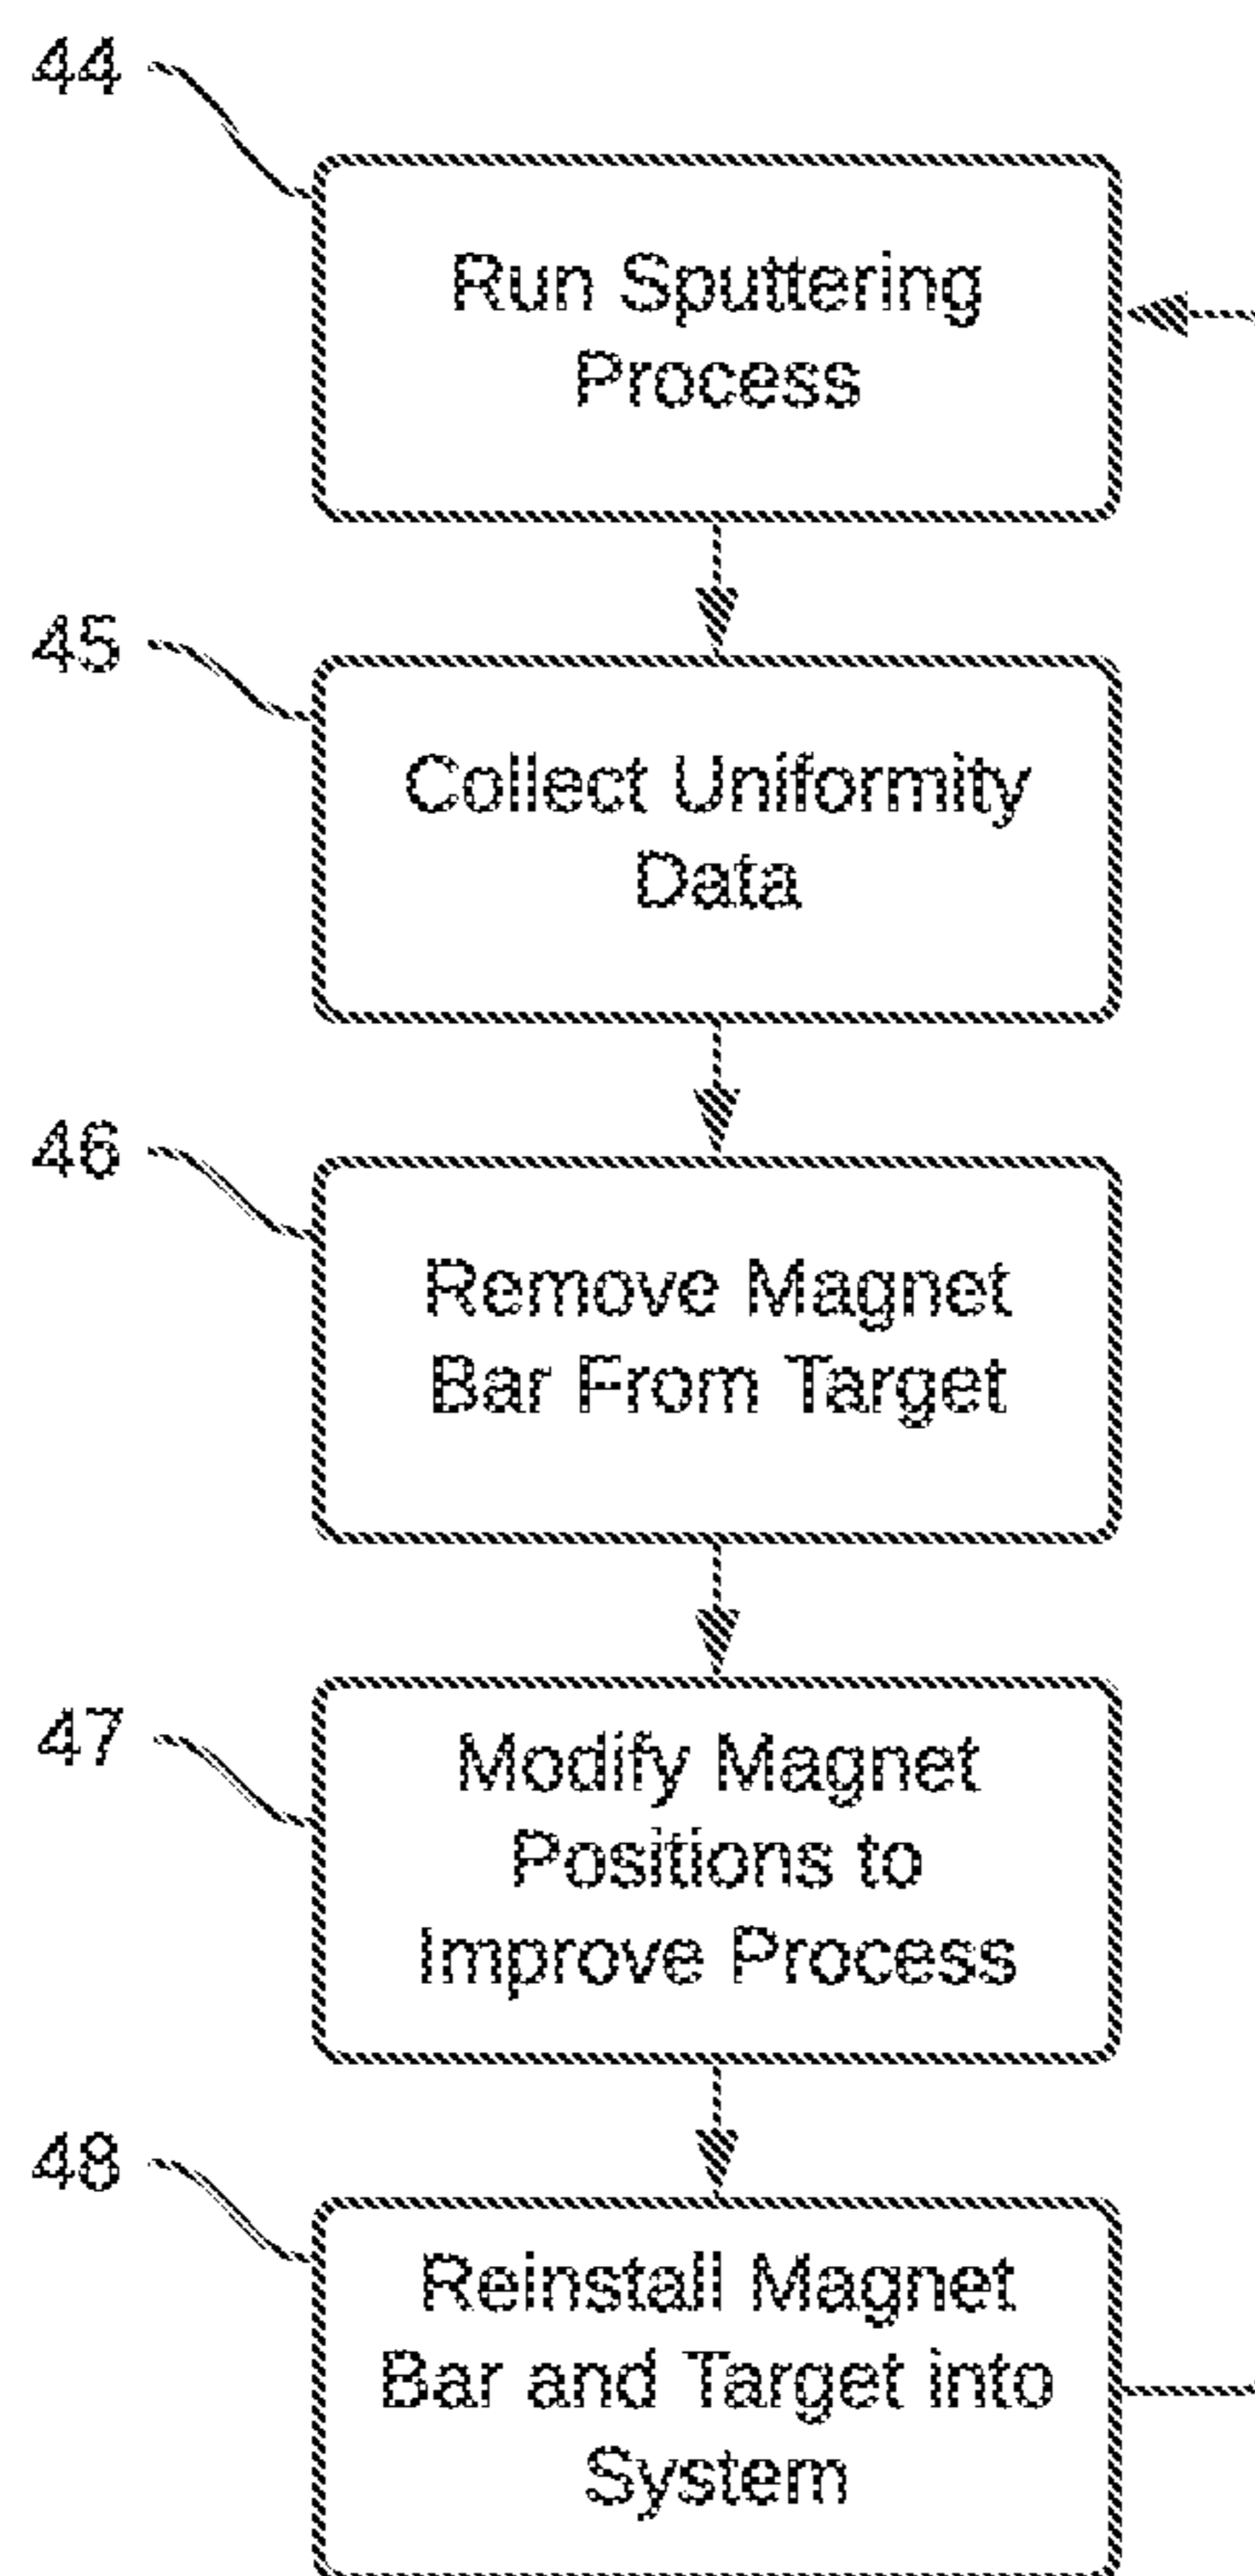 44
Run Sputtering
Process
45
Collect Uniformity
Data
46
Remove Magnet
Bar From Target
47
Modify Magnet
Positions to
Improve Process
48
Reinstall Magnet
Bar and Target into
System